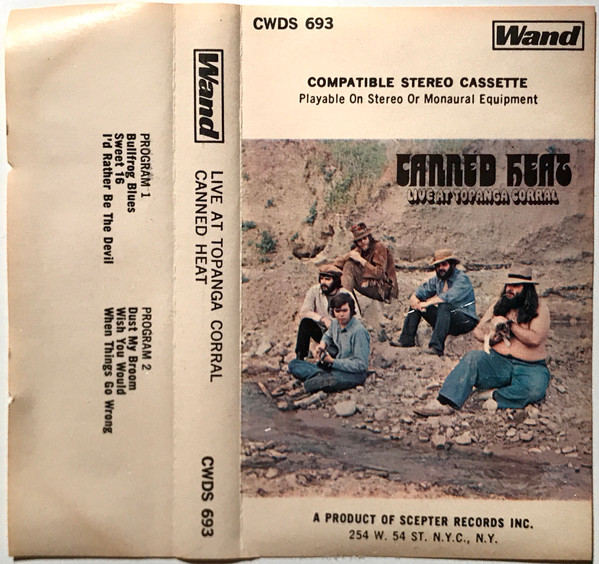 PROGRAM 1
Bullfrog Blues
Sweet 16
I'd Rather Be The Devil
PROGRAM 2
Dust My Broom
Wish You Would
When Things Go Wrong
Wand
LIVE AT TOPANGA CORRAL
CANNED HEAT
CWDS 693
CWDS 693
Wand
COMPATIBLE STEREO CASSETTE
Playable On Stereo Or Monaural Equipment
CANNED HEAT
LIVE AT TOPANGA CORRAL
A PRODUCT OF SCEPTER RECORDS INC.
254 W. 54 ST. N.Y.C., N.Y.